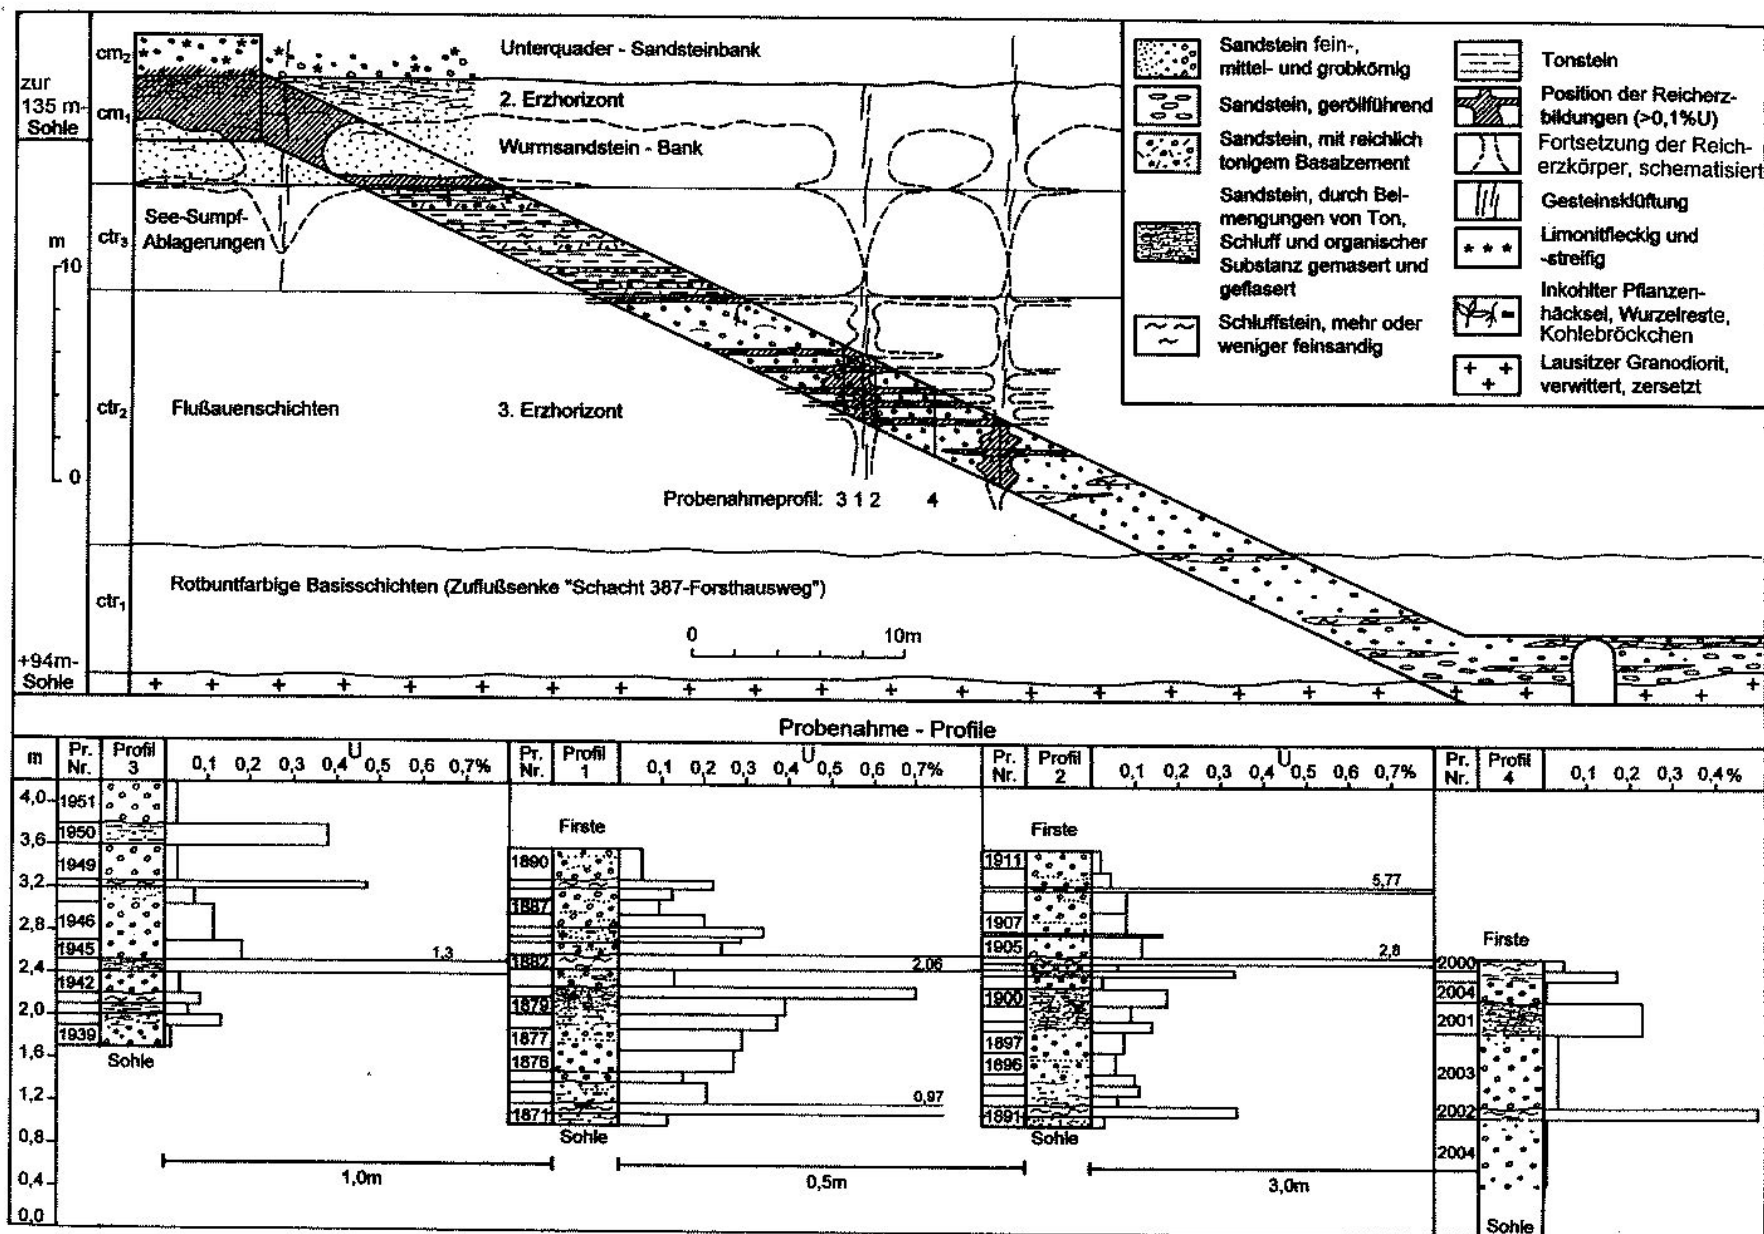 zur
135 m-
Sohle
cm₂
cm₁
ctr₃
ctr₂
ctr₁
m
10
0
+94m-
Sohle
Unterquader - Sandsteinbank
2. Erzhorizont
Wurmsandstein - Bank
See-Sumpf-
Ablagerungen
Flußauenschichten
3. Erzhorizont
Probenahmeprofil: 3 1 2 4
Rotbuntfarbige Basisschichten (Zuflußsenke "Schacht 387-Forsthausweg")
0 10m
Sandstein fein-,
mittel- und grobkörnig
Sandstein, geröllführend
Sandstein, mit reichlich
tonigem Basalzement
Sandstein, durch Bei-
mengungen von Ton,
Schluff und organischer
Substanz gemasert und
geflasert
Schluffstein, mehr oder
weniger feinsandig
Tonstein
Position der Reicherz-
bildungen (>0,1%U)
Fortsetzung der Reich-
erzkörper, schematisiert
Gesteinsklüftung
Limonitfleckig und
-streifig
Inkohlter Pflanzen-
häcksel, Wurzelreste,
Kohlebröckchen
Lausitzer Granodiorit,
verwittert, zersetzt
Probenahme - Profile
m
4,0
3,6
3,2
2,8
2,4
2,0
1,6
1,2
0,8
0,4
0,0
Pr.
Nr.
Profil
3
U
0,1 0,2 0,3 0,4 0,5 0,6 0,7%
1951
1950
1949
1946
1945
1,3
1942
1939
Sohle
1,0m
Pr.
Nr.
Profil
1
U
0,1 0,2 0,3 0,4 0,5 0,6 0,7%
Firste
1890
1887
1882
2,06
1879
1877
1876
0,97
1871
Sohle
0,5m
Pr.
Nr.
Profil
2
U
0,1 0,2 0,3 0,4 0,5 0,6 0,7%
Firste
1911
5,77
1907
1905
2,8
1900
1897
1896
1891
Sohle
3,0m
Pr.
Nr.
Profil
4
0,1 0,2 0,3 0,4%
Firste
2000
2004
2001
2003
2002
2004
Sohle